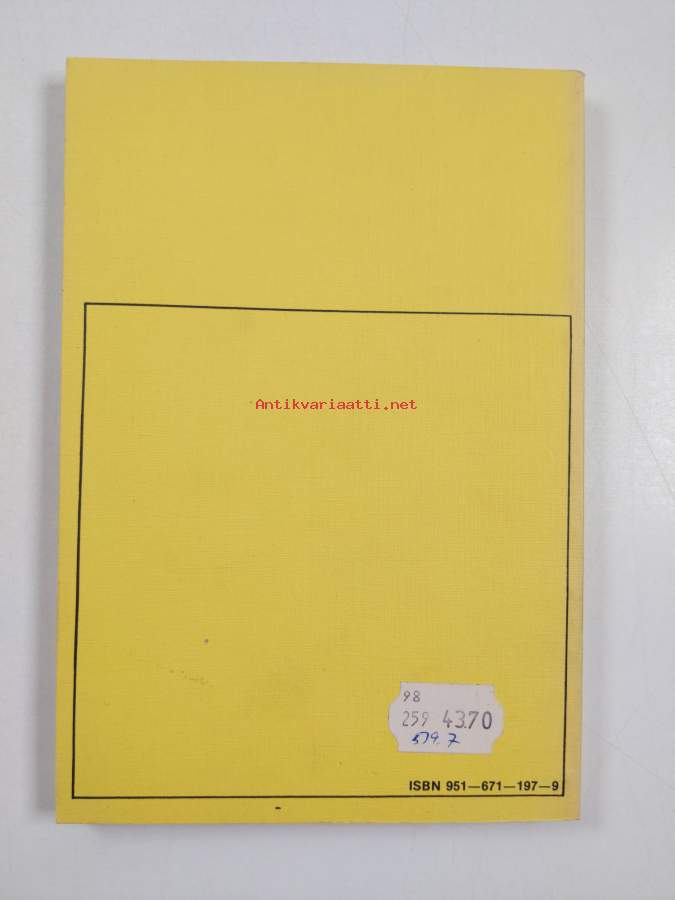 Antikvariaatti.net
98
259 43.70
579.7
ISBN 951—671—197—9